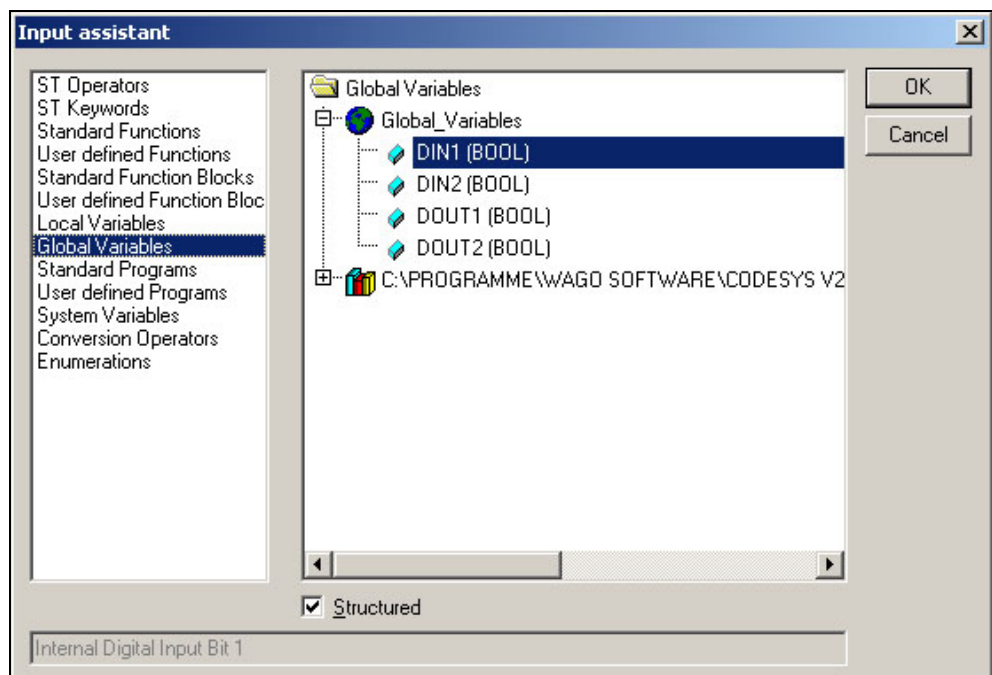 Input assistant
ST Operators
ST Keywords
Standard Functions
User defined Functions
Standard Function Blocks
User defined Function Bloc
Local Variables
Global Variables
Standard Programs
User defined Programs
System Variables
Conversion Operators
Enumerations
Global Variables
Global_Variables
DIN1 (BOOL)
DIN2 (BOOL)
DOUT1 (BOOL)
DOUT2 (BOOL)
C:\PROGRAMME\WAGO SOFTWARE\CODESYS V2
OK
Cancel
Structured
Internal Digital Input Bit 1